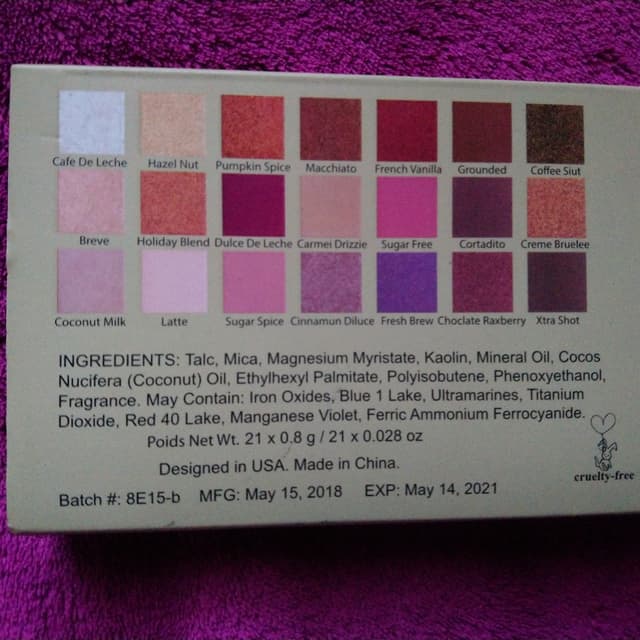 Cafe De Leche Hazel Nut Pumpkin Spice Macchiato French Vanilla Grounded Coffee Siut
Breve Holiday Blend Dulce De Leche Carmei Drizzie Sugar Free Cortadito Creme Bruelee
Coconut Milk Latte Sugar Spice Cinnamun Diluce Fresh Brew Choclate Raxberry Xtra Shot
INGREDIENTS: Talc, Mica, Magnesium Myristate, Kaolin, Mineral Oil, Cocos
Nucifera (Coconut) Oil, Ethylhexyl Palmitate, Polyisobutene, Phenoxyethanol,
Fragrance. May Contain: Iron Oxides, Blue 1 Lake, Ultramarines, Titanium
Dioxide, Red 40 Lake, Manganese Violet, Ferric Ammonium Ferrocyanide.
Poids Net Wt. 21 x 0.8 g / 21 x 0.028 oz
Designed in USA. Made in China.
cruelty-free
Batch #: 8E15-b MFG: May 15, 2018 EXP: May 14, 2021